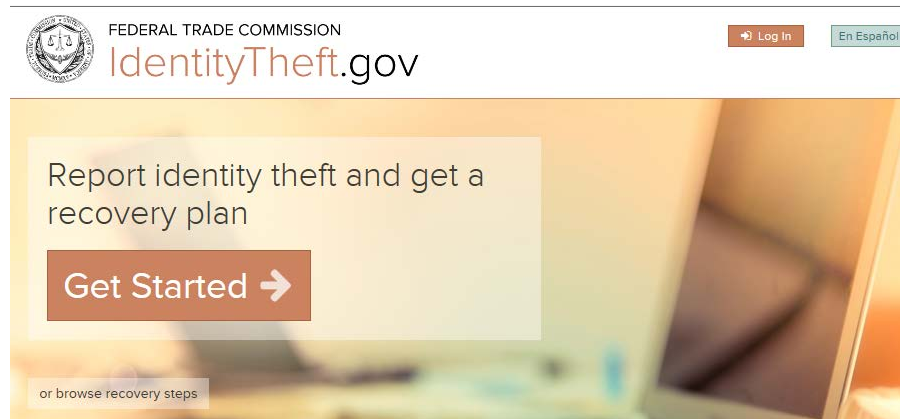 FEDERAL TRADE COMMISSION
IdentityTheft.gov
Log In
En Español
Report identity theft and get a
recovery plan
Get Started
or browse recovery steps